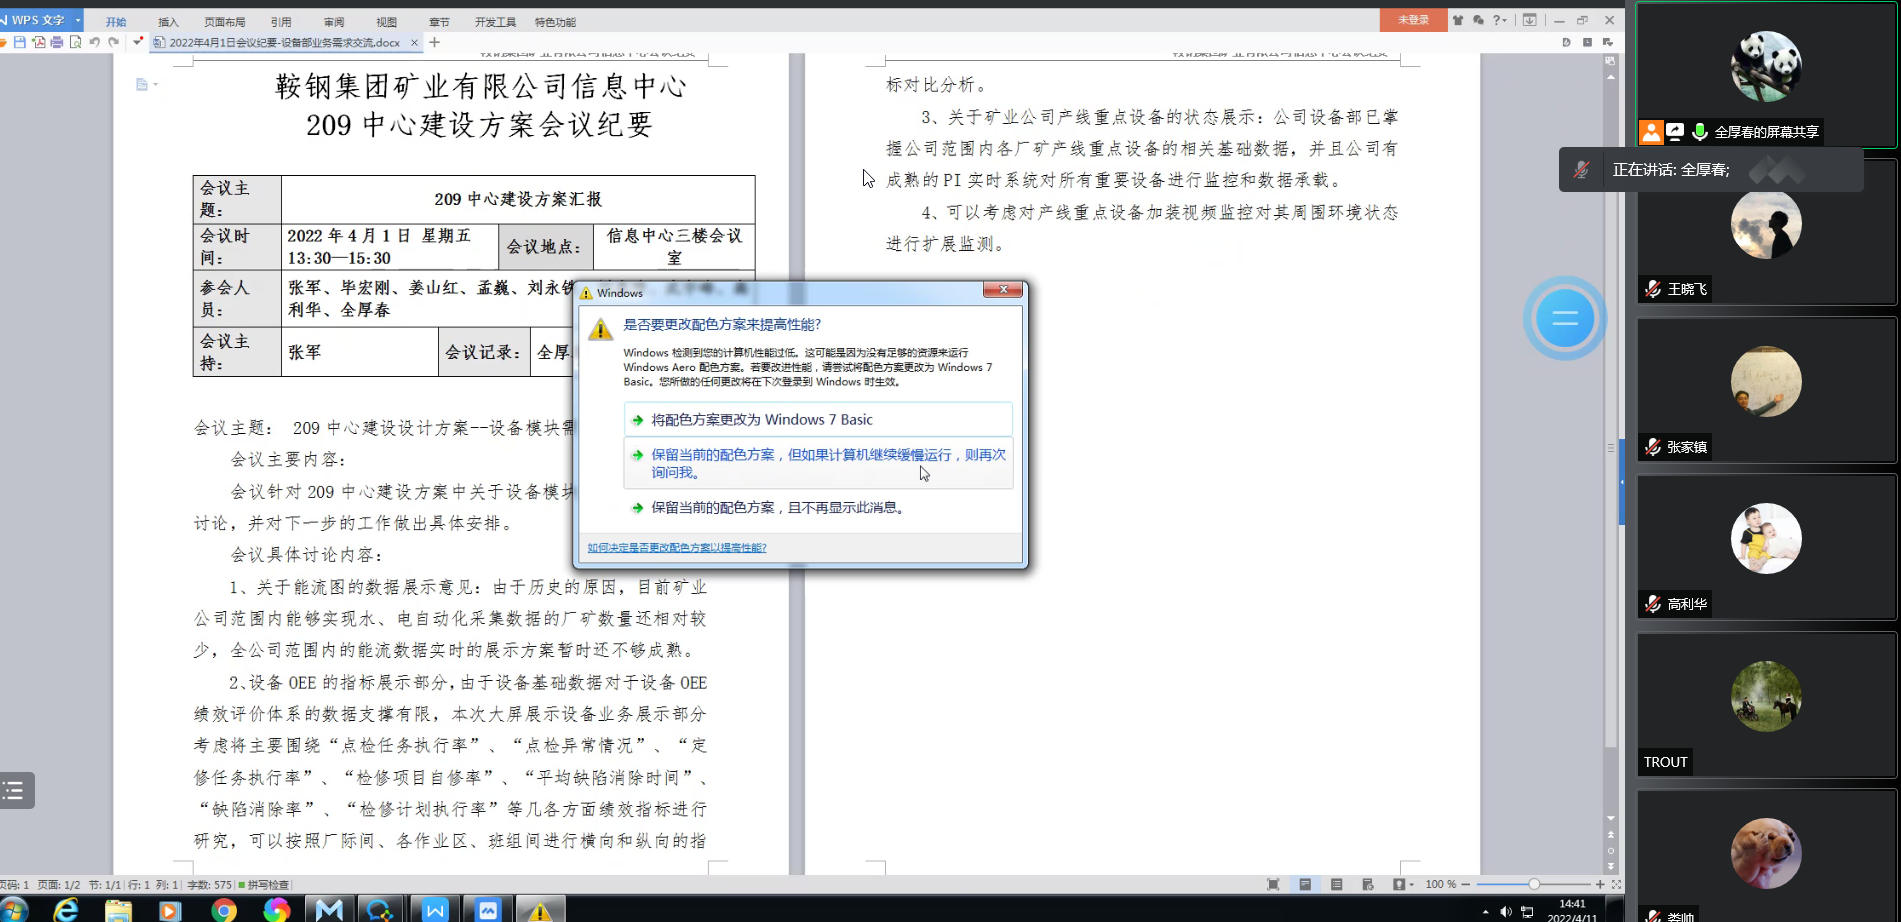 WPS 文字
开始
插入
页面布局
引用
审阅
视图
章节
开发工具
特色功能
未登录
2022年4月1日会议纪要-设备部业务需求交流.docx
鞍钢集团矿业有限公司信息中心
209 中心建设方案会议纪要
会议主题：
209 中心建设方案汇报
会议时间：
2022 年 4 月 1 日 星期五
13:30—15:30
会议地点：
信息中心三楼会议室
参会人员：
张军、毕宏刚、姜山红、孟巍、刘永铁
利华、全厚春
会议主持：
张军
会议记录：
全厚
会议主题： 209 中心建设设计方案--设备模块需
会议主要内容：
会议针对 209 中心建设方案中关于设备模块
讨论，并对下一步的工作做出具体安排。
会议具体讨论内容：
1、关于能流图的数据展示意见：由于历史的原因，目前矿业
公司范围内能够实现水、电自动化采集数据的厂矿数量还相对较
少，全公司范围内的能流数据实时的展示方案暂时还不够成熟。
2、设备 OEE 的指标展示部分，由于设备基础数据对于设备 OEE
绩效评价体系的数据支撑有限，本次大屏展示设备业务展示部分
考虑将主要围绕“点检任务执行率”、“点检异常情况”、“定
修任务执行率”、“检修项目自修率”、“平均缺陷消除时间”、
“缺陷消除率”、“检修计划执行率”等几各方面绩效指标进行
研究，可以按照厂际间、各作业区、班组间进行横向和纵向的指
标对比分析。
3、关于矿业公司产线重点设备的状态展示：公司设备部已掌
握公司范围内各厂矿产线重点设备的相关基础数据，并且公司有
成熟的 PI 实时系统对所有重要设备进行监控和数据承载。
4、可以考虑对产线重点设备加装视频监控对其周围环境状态
进行扩展监测。
Windows
是否要更改配色方案来提高性能?
Windows 检测到您的计算机性能过低。这可能是因为没有足够的资源来运行
Windows Aero 配色方案。若要改进性能，请尝试将配色方案更改为 Windows 7
Basic。您所做的任何更改将在下次登录到 Windows 时生效。
将配色方案更改为 Windows 7 Basic
保留当前的配色方案，但如果计算机继续缓慢运行，则再次
询问我。
保留当前的配色方案，且不再显示此消息。
如何决定是否更改配色方案以提高性能?
全厚春的屏幕共享
正在讲话: 全厚春;
王晓飞
张家镇
高利华
TROUT
娄帅
页码: 1 页面: 1/2 节: 1/1 行: 1 列: 1 字数: 575 拼写检查
100 %
14:41
2022/4/11